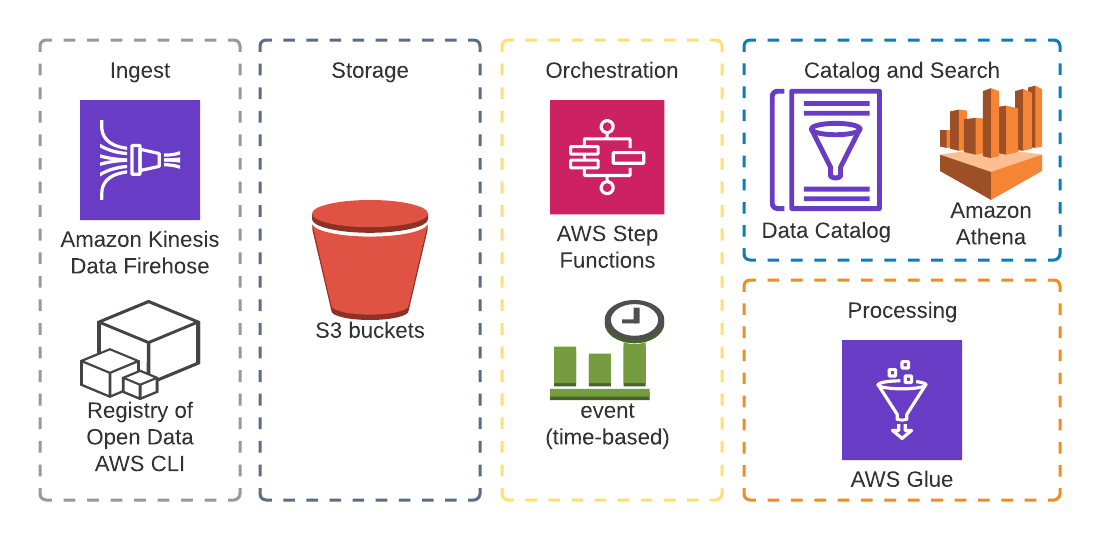 Ingest
Amazon Kinesis
Data Firehose
Registry of
Open Data
AWS CLI
Storage
S3 buckets
Orchestration
AWS Step
Functions
event
(time-based)
Catalog and Search
Data Catalog
Amazon
Athena
Processing
AWS Glue